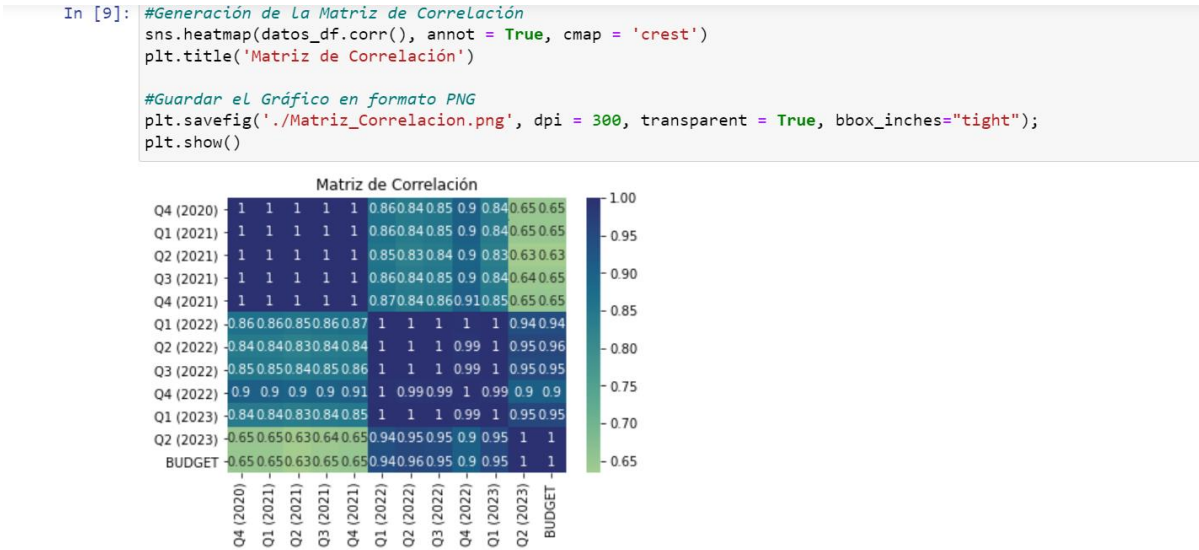 In [9]: #Generación de la Matriz de Correlación
sns.heatmap(datos_df.corr(), annot = True, cmap = 'crest')
plt.title('Matriz de Correlación')
#Guardar el Gráfico en formato PNG
plt.savefig('./Matriz_Correlacion.png', dpi = 300, transparent = True, bbox_inches="tight");
plt.show()
Matriz de Correlación
Q4 (2020) 1 1 1 1 1 0.86 0.84 0.85 0.9 0.84 0.65 0.65
Q1 (2021) 1 1 1 1 1 0.86 0.84 0.85 0.9 0.84 0.65 0.65
Q2 (2021) 1 1 1 1 1 0.85 0.83 0.84 0.9 0.83 0.63 0.63
Q3 (2021) 1 1 1 1 1 0.86 0.84 0.85 0.9 0.84 0.64 0.65
Q4 (2021) 1 1 1 1 1 0.87 0.84 0.86 0.91 0.85 0.65 0.65
Q1 (2022) 0.86 0.86 0.85 0.86 0.87 1 1 1 1 1 0.94 0.94
Q2 (2022) 0.84 0.84 0.83 0.84 0.84 1 1 1 0.99 1 0.95 0.96
Q3 (2022) 0.85 0.85 0.84 0.85 0.86 1 1 1 0.99 1 0.95 0.95
Q4 (2022) 0.9 0.9 0.9 0.9 0.91 1 0.99 0.99 1 0.99 0.9 0.9
Q1 (2023) 0.84 0.84 0.83 0.84 0.85 1 1 1 0.99 1 0.95 0.95
Q2 (2023) 0.65 0.65 0.63 0.64 0.65 0.94 0.95 0.95 0.9 0.95 1 1
BUDGET 0.65 0.65 0.63 0.65 0.65 0.94 0.96 0.95 0.9 0.95 1 1
Q4 (2020) Q1 (2021) Q2 (2021) Q3 (2021) Q4 (2021) Q1 (2022) Q2 (2022) Q3 (2022) Q4 (2022) Q1 (2023) Q2 (2023) BUDGET
1.00
0.95
0.90
0.85
0.80
0.75
0.70
0.65